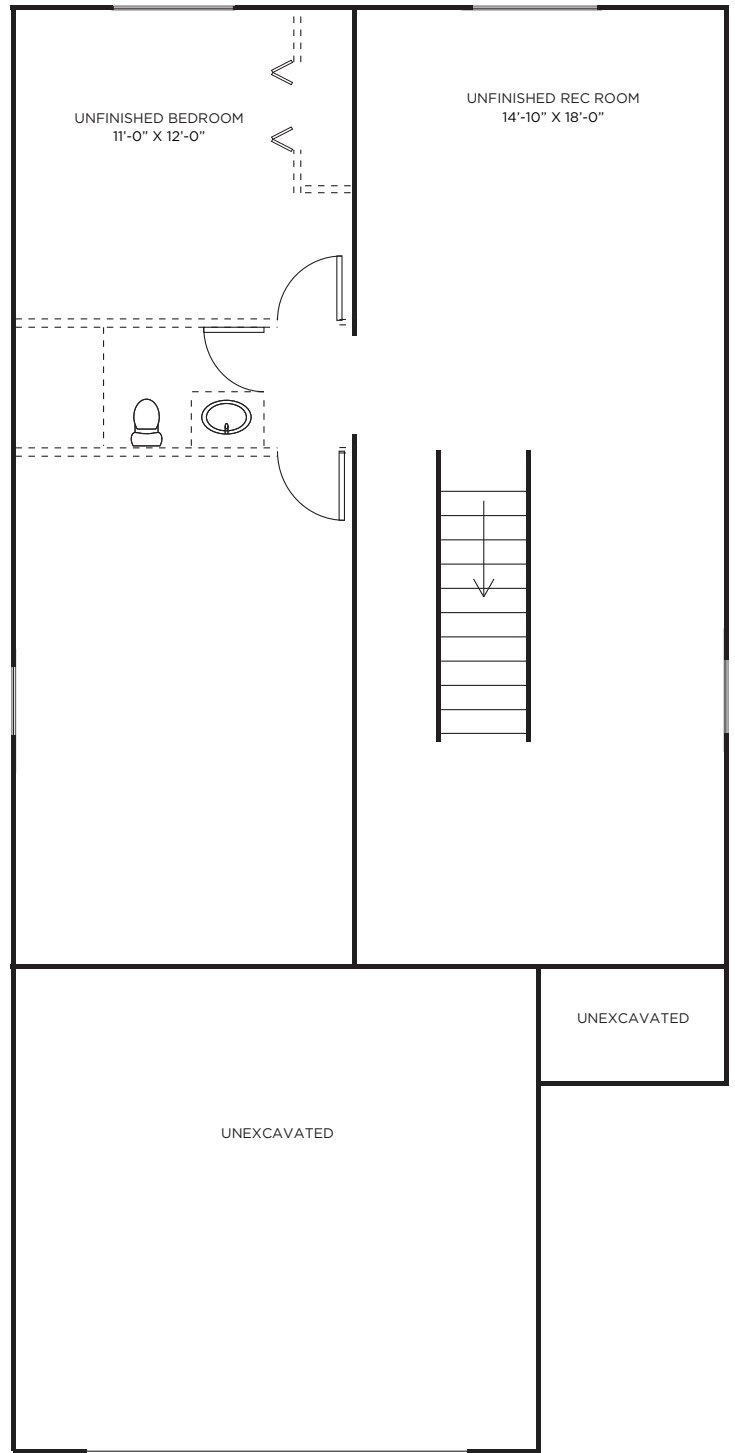 UNFINISHED BEDROOM
11’-0” X 12’-0”
UNFINISHED REC ROOM
14’-10” X 18’-0”
UNEXCAVATED
UNEXCAVATED